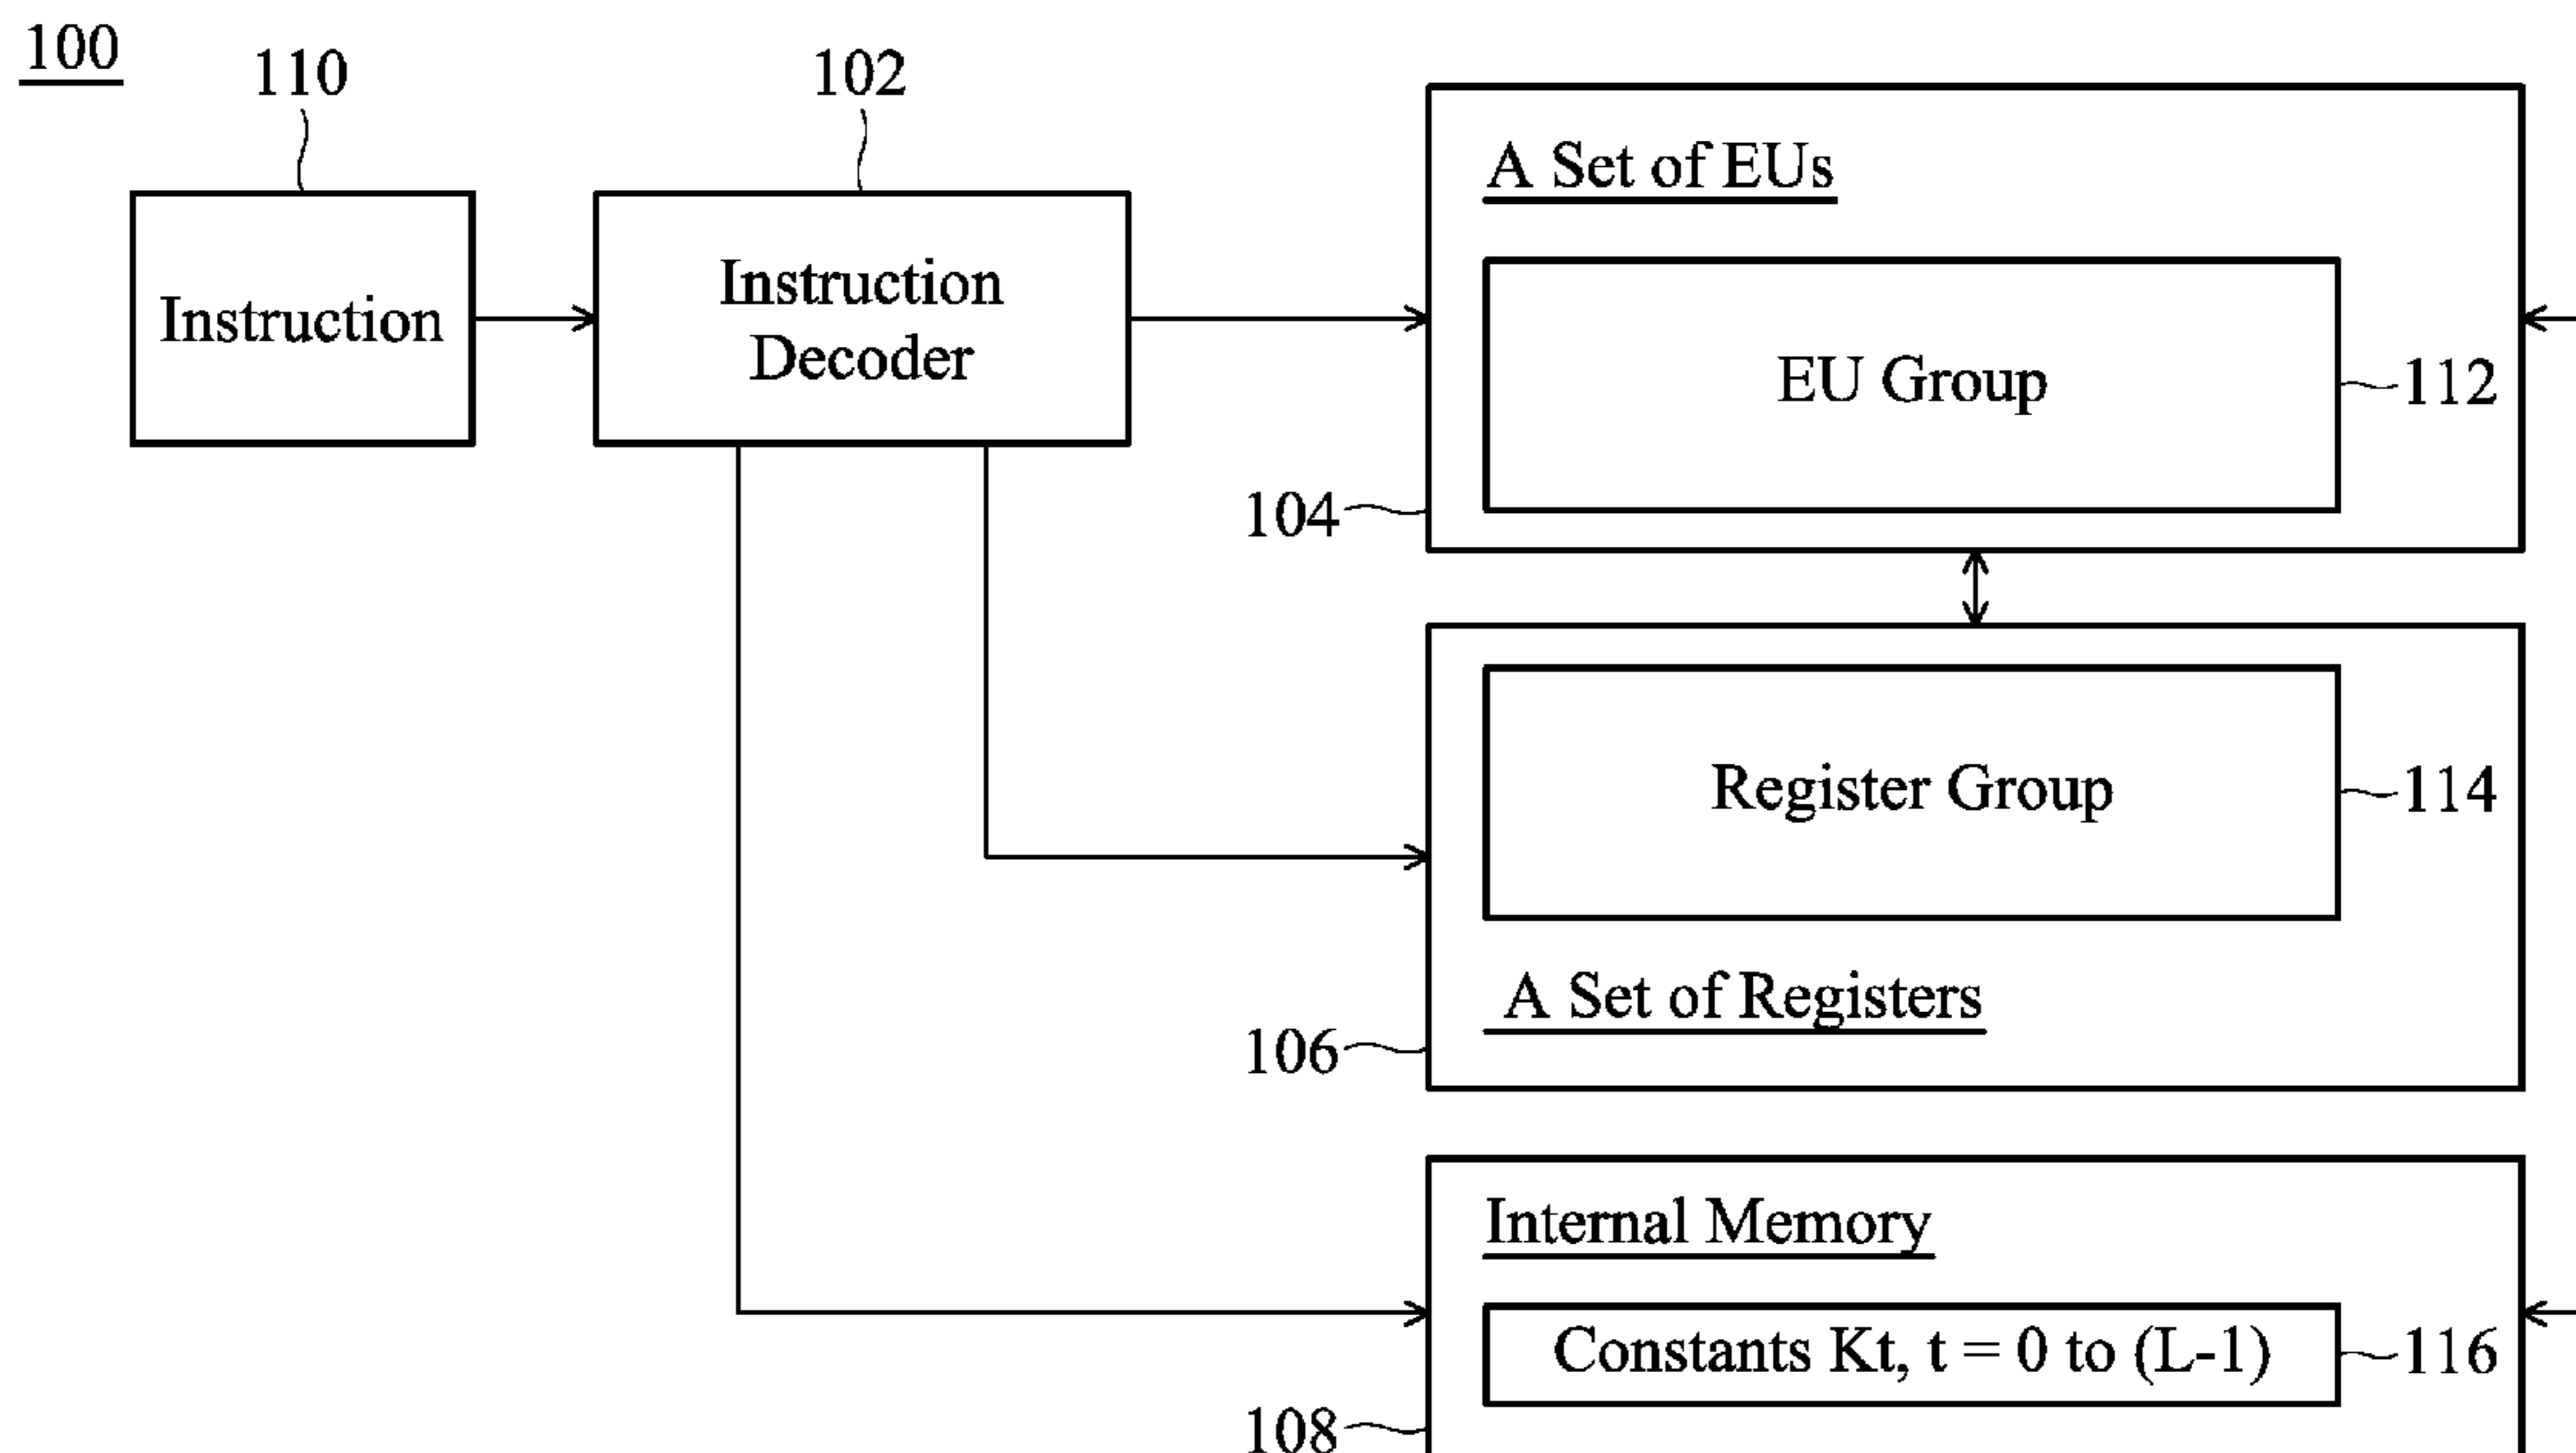 100
110
102
Instruction
Instruction
Decoder
A Set of EUs
EU Group
112
104
Register Group
114
A Set of Registers
106
Internal Memory
Constants Kt, t = 0 to (L-1)
116
108